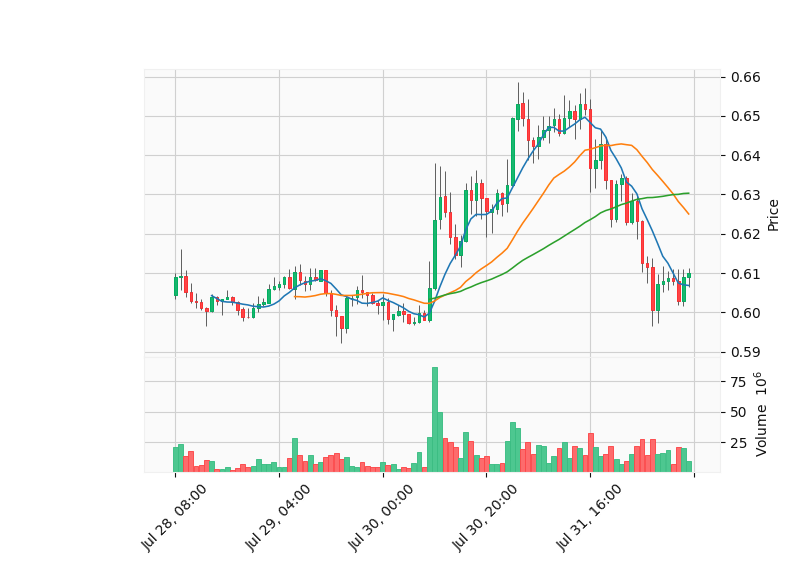 0.66
0.65
0.64
0.63
0.62
0.61
0.60
0.59
Price
75
50
25
Volume 10^6
Jul 28, 08:00
Jul 29, 04:00
Jul 30, 00:00
Jul 30, 20:00
Jul 31, 16:00